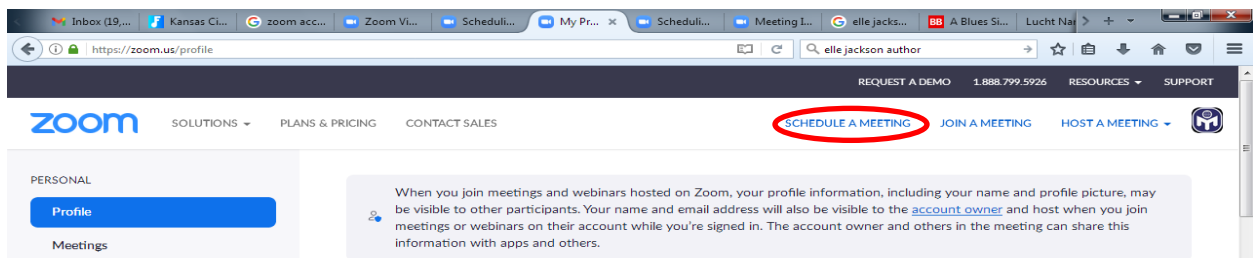 Inbox (19,... Kansas Ci... zoom acc... Zoom Vi... Scheduli... My Pr... × Scheduli... Meeting I... elle jacks... BB A Blues Si... Lucht Nai
https://zoom.us/profile elle jackson author
REQUEST A DEMO 1.888.799.5926 RESOURCES SUPPORT
zoom SOLUTIONS PLANS & PRICING CONTACT SALES SCHEDULE A MEETING JOIN A MEETING HOST A MEETING
PERSONAL
Profile
Meetings
When you join meetings and webinars hosted on Zoom, your profile information, including your name and profile picture, may
be visible to other participants. Your name and email address will also be visible to the account owner and host when you join
meetings or webinars on their account while you're signed in. The account owner and others in the meeting can share this
information with apps and others.